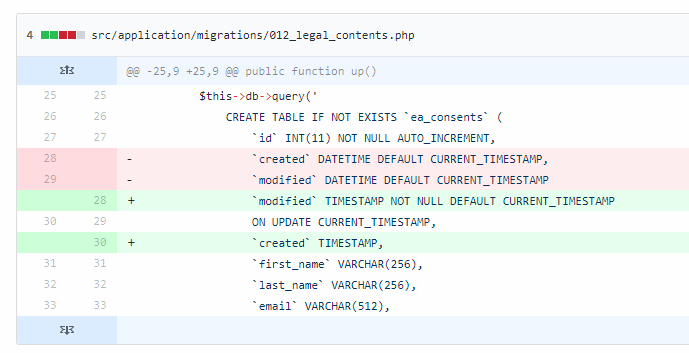 4 src/application/migrations/012_legal_contents.php
@@ -25,9 +25,9 @@ public function up()
25 25 $this->db->query('
26 26 CREATE TABLE IF NOT EXISTS `ea_consents` (
27 27 `id` INT(11) NOT NULL AUTO_INCREMENT,
28 - `created` DATETIME DEFAULT CURRENT_TIMESTAMP,
29 - `modified` DATETIME DEFAULT CURRENT_TIMESTAMP
28 + `modified` TIMESTAMP NOT NULL DEFAULT CURRENT_TIMESTAMP
30 29 ON UPDATE CURRENT_TIMESTAMP,
30 + `created` TIMESTAMP,
31 31 `first_name` VARCHAR(256),
32 32 `last_name` VARCHAR(256),
33 33 `email` VARCHAR(512),